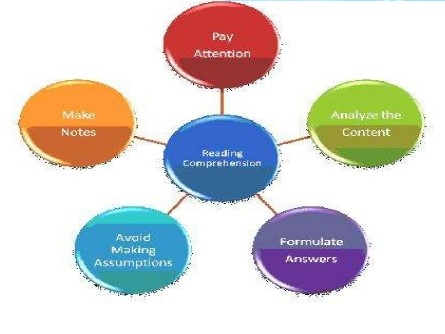 Pay
Attention
Make
Notes
Analyze the
Content
Reading
Comprehension
Avoid
Making
Assumptions
Formulate
Answers